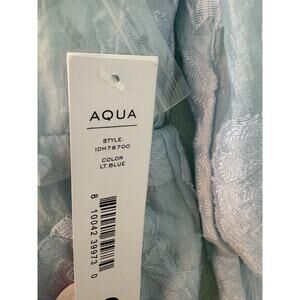 AQUA
STYLE:
IDH78700
COLOR
LT.BLUE
8 10042 39973 0